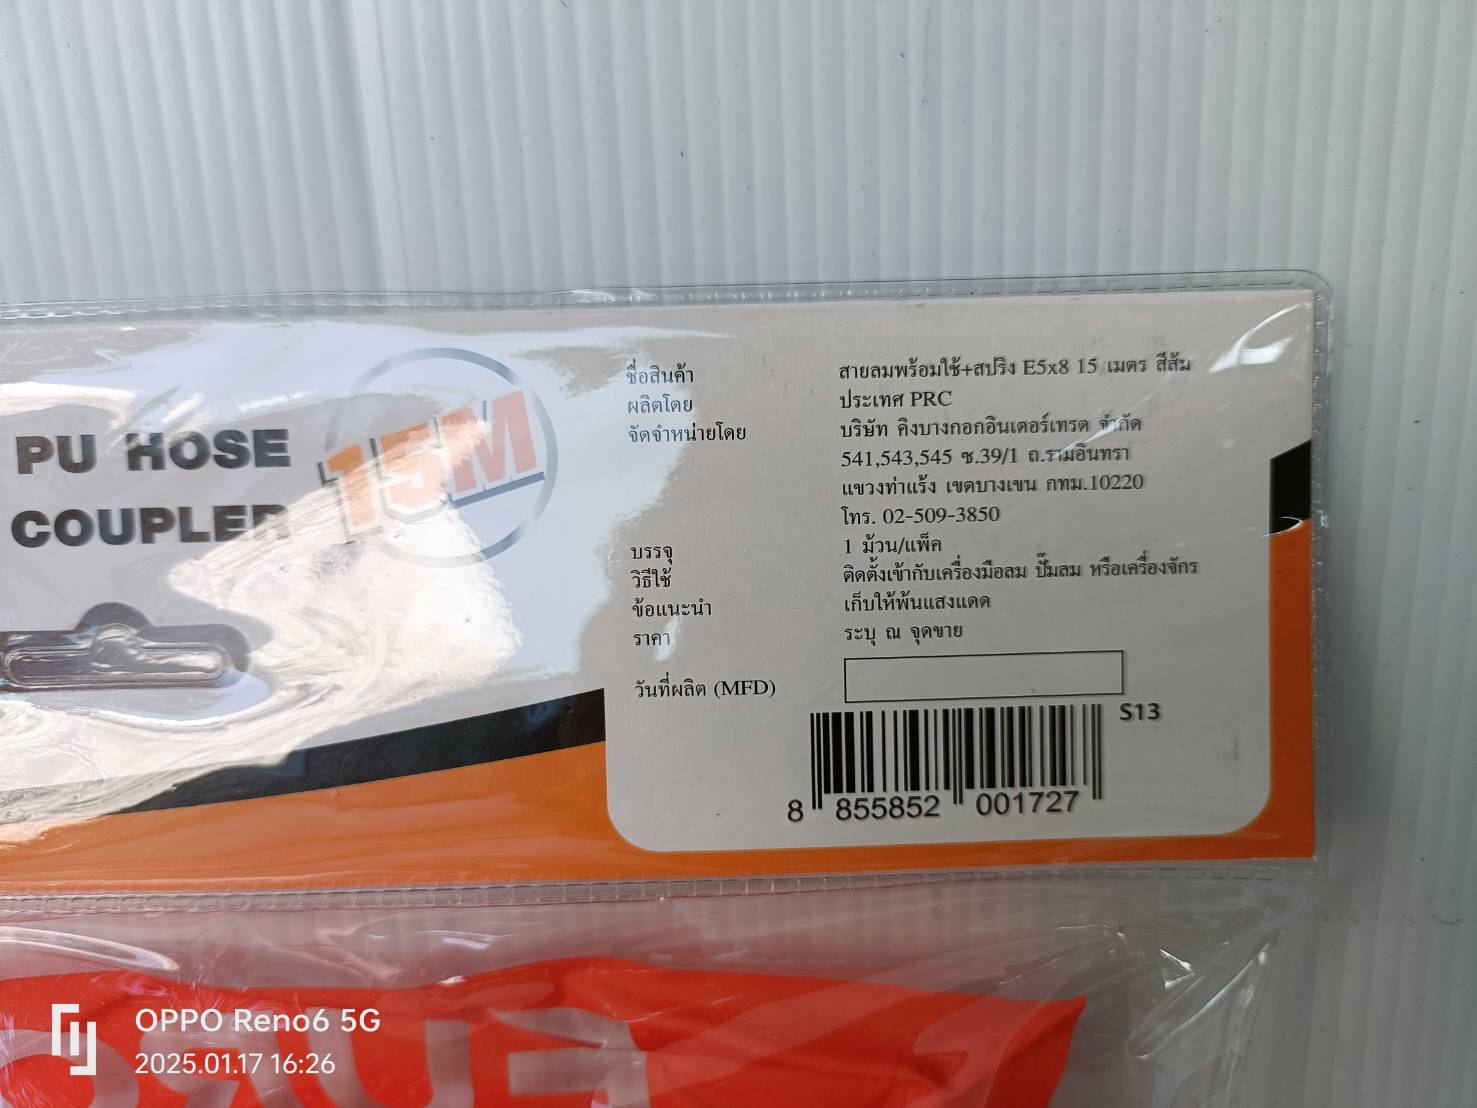 PU HOSE
COUPLER
15M
ชื่อสินค้า สายลมพร้อมใช้+สปริง E5x8 15 เมตร สีส้ม
ผลิตโดย ประเทศ PRC
จัดจำหน่ายโดย บริษัท คิงบางกอกอินเตอร์เทรด จำกัด
541,543,545 ซ.39/1 ถ.รามอินทรา
แขวงท่าแร้ง เขตบางเขน กทม.10220
โทร. 02-509-3850
บรรจุ 1 ม้วน/แพ็ค
วิธีใช้ ติดตั้งเข้ากับเครื่องมือลม ปั๊มลม หรือเครื่องจักร
ข้อแนะนำ เก็บให้พ้นแสงแดด
ราคา ระบุ ณ จุดขาย
วันที่ผลิต (MFD)
S13
8 855852 001727
OPPO Reno6 5G
2025.01.17 16:26